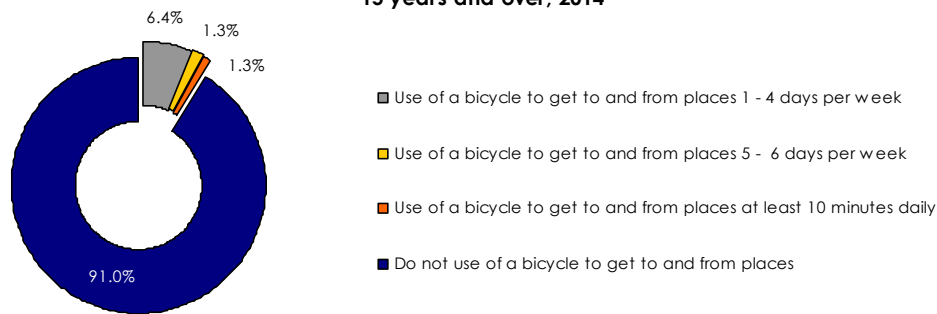 15 years and over, 2014
6.4%
1.3%
1.3%
Use of a bicycle to get to and from places 1 - 4 days per week
Use of a bicycle to get to and from places 5 - 6 days per week
Use of a bicycle to get to and from places at least 10 minutes daily
Do not use of a bicycle to get to and from places
91.0%